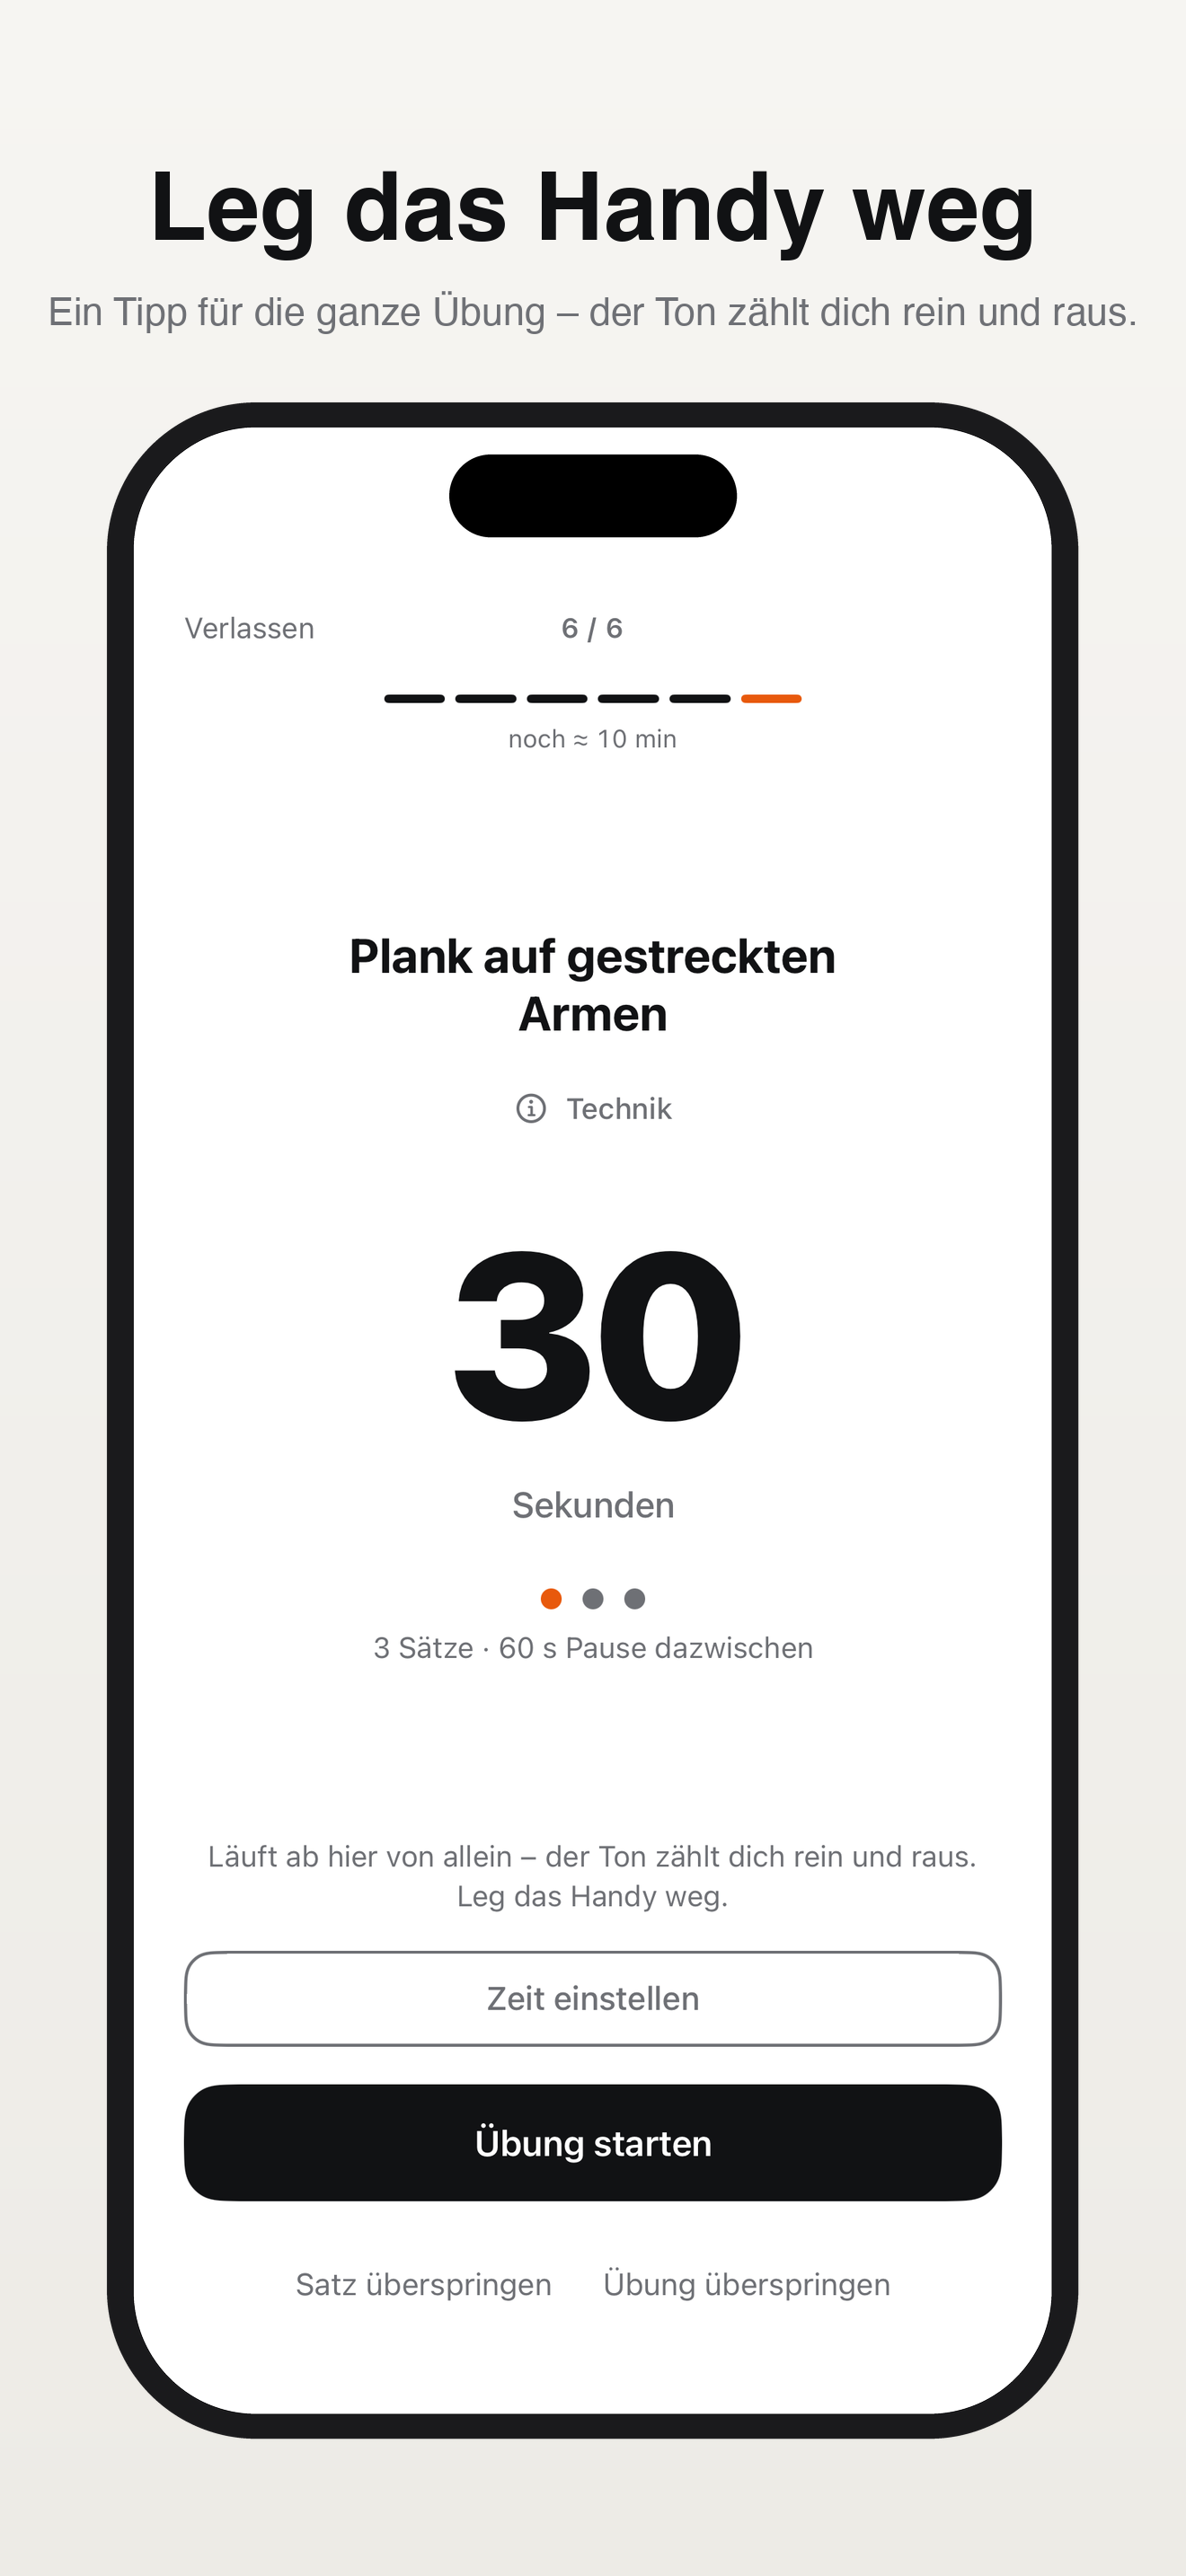 Leg das Handy weg
Ein Tipp für die ganze Übung – der Ton zählt dich rein und raus.
Verlassen
6 / 6
noch ≈ 10 min
Plank auf gestreckten
Armen
Technik
30
Sekunden
3 Sätze · 60 s Pause dazwischen
Läuft ab hier von allein – der Ton zählt dich rein und raus.
Leg das Handy weg.
Zeit einstellen
Übung starten
Satz überspringen
Übung überspringen